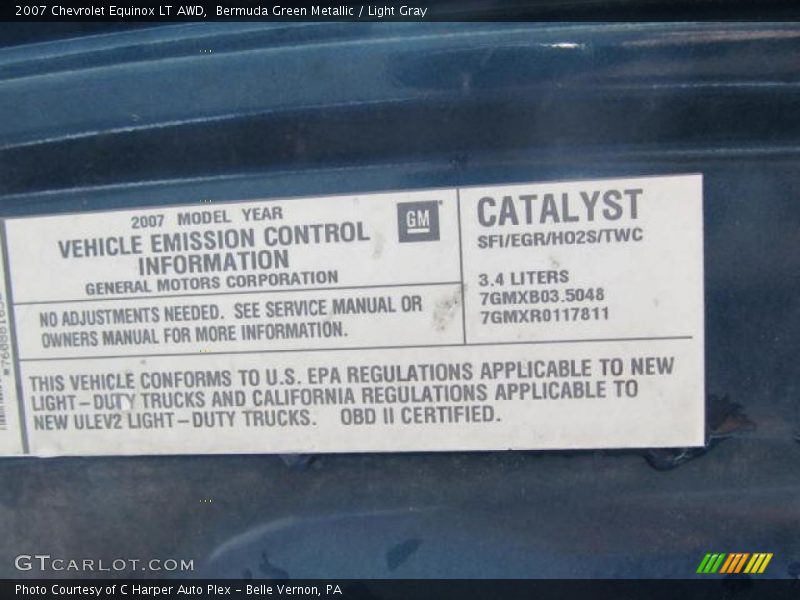 2007 Chevrolet Equinox LT AWD, Bermuda Green Metallic / Light Gray
2007 MODEL YEAR
VEHICLE EMISSION CONTROL
INFORMATION
GENERAL MOTORS CORPORATION
GM
NO ADJUSTMENTS NEEDED. SEE SERVICE MANUAL OR
OWNERS MANUAL FOR MORE INFORMATION.
CATALYST
SFI/EGR/HO2S/TWC
3.4 LITERS
7GMXB03.5048
7GMXR0117811
THIS VEHICLE CONFORMS TO U.S. EPA REGULATIONS APPLICABLE TO NEW
LIGHT-DUTY TRUCKS AND CALIFORNIA REGULATIONS APPLICABLE TO
NEW ULEV2 LIGHT-DUTY TRUCKS. OBD II CERTIFIED.
GTCARLOT.COM
Photo Courtesy of C Harper Auto Plex - Belle Vernon, PA